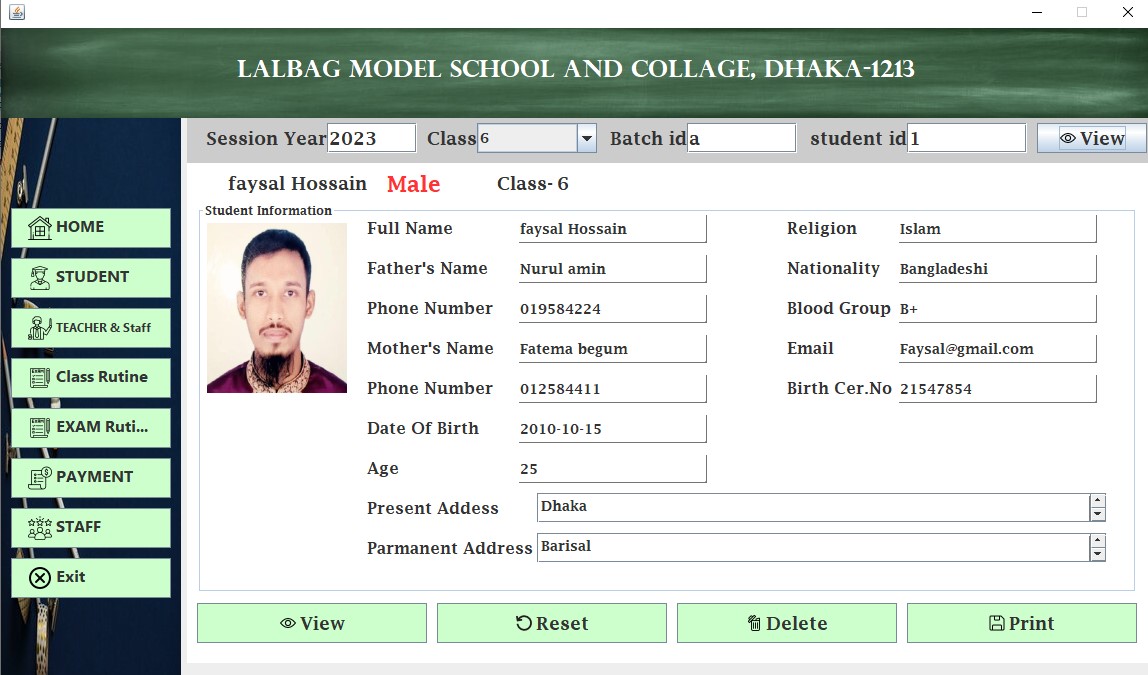 LALBAG MODEL SCHOOL AND COLLAGE, DHAKA-1213
Session Year 2023 Class 6 Batch id a student id 1 View
faysal Hossain Male Class- 6
Student Information
HOME
STUDENT
TEACHER & Staff
Class Rutine
EXAM Ruti...
PAYMENT
STAFF
Exit
Full Name faysal Hossain
Father's Name Nurul amin
Phone Number 019584224
Mother's Name Fatema begum
Phone Number 012584411
Date Of Birth 2010-10-15
Age 25
Present Addess Dhaka
Parmanent Address Barisal
Religion Islam
Nationality Bangladeshi
Blood Group B+
Email Faysal@gmail.com
Birth Cer.No 21547854
View Reset Delete Print